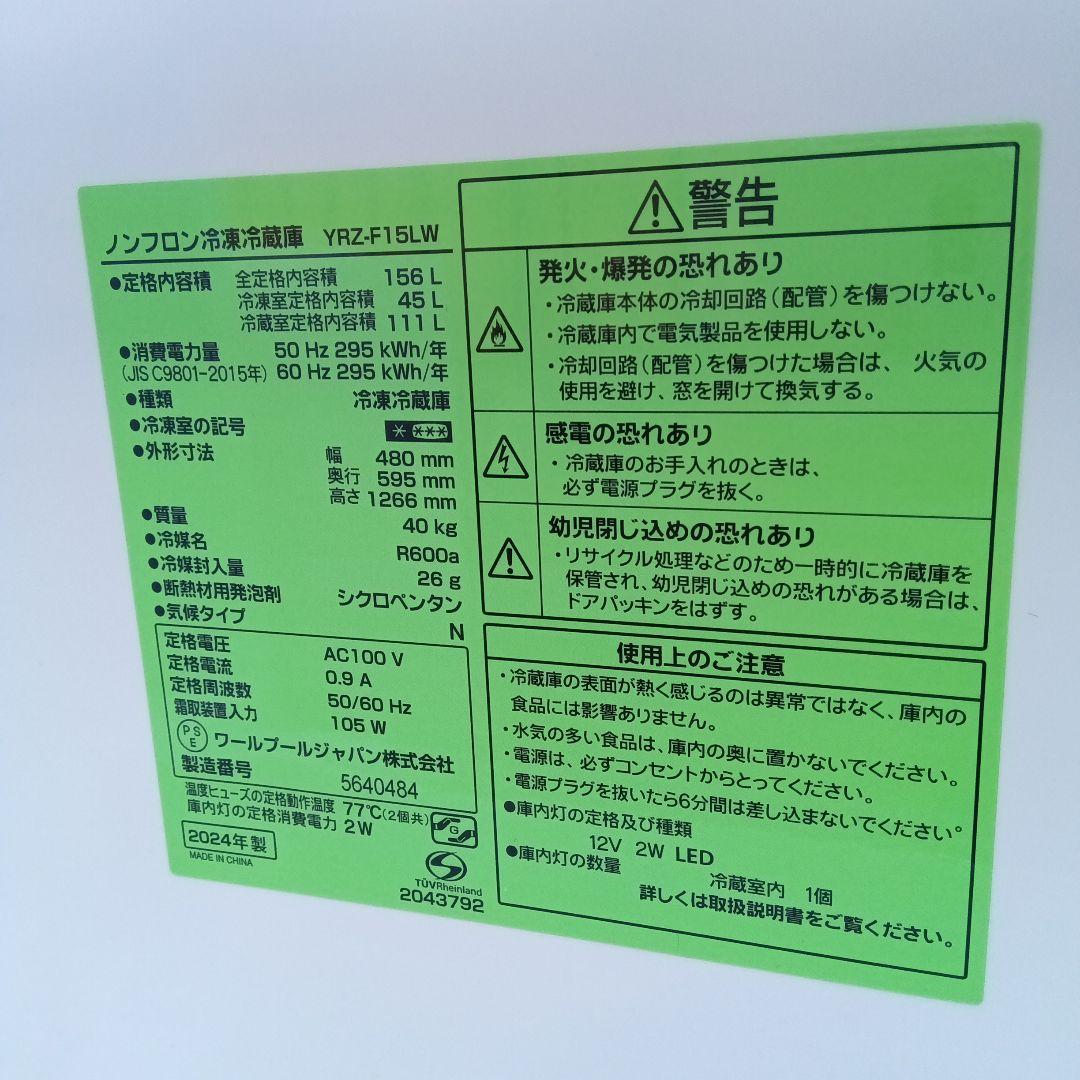 ノンフロン冷凍冷蔵庫 YRZ-F15LW
●定格内容積 全定格内容積 156 L
冷凍室定格内容積 45 L
冷蔵室定格内容積 111 L
●消費電力量 50 Hz 295 kWh/年
(JIS C9801-2015年) 60 Hz 295 kWh/年
●種類 冷凍冷蔵庫
●冷凍室の記号
●外形寸法 幅 480 mm
奥行 595 mm
高さ 1266 mm
●質量 40 kg
●冷媒名 R600a
●冷媒封入量 26 g
●断熱材用発泡剤 シクロペンタン
●気候タイプ N
定格電圧 AC100 V
定格電流 0.9 A
定格周波数 50/60 Hz
霜取装置入力 105 W
PSE ワールプールジャパン株式会社
製造番号 5640484
温度ヒューズの定格動作温度 77℃(2個共)
庫内灯の定格消費電力 2W
G
2024年製
MADE IN CHINA
TÜVRheinland
2043792
警告
発火・爆発の恐れあり
・冷蔵庫本体の冷却回路(配管)を傷つけない。
・冷蔵庫内で電気製品を使用しない。
・冷却回路(配管)を傷つけた場合は、 火気の
使用を避け、窓を開けて換気する。
感電の恐れあり
・冷蔵庫のお手入れのときは、
必ず電源プラグを抜く。
幼児閉じ込めの恐れあり
・リサイクル処理などのため一時的に冷蔵庫を
保管され、幼児閉じ込めの恐れがある場合は、
ドアパッキンをはずす。
使用上のご注意
・冷蔵庫の表面が熱く感じるのは異常ではなく、庫内の
食品には影響ありません。
・水気の多い食品は、庫内の奥に置かないでください。
・電源は、必ずコンセントからとってください。
・電源プラグを抜いたら6分間は差し込まないでください。
●庫内灯の定格及び種類
12V 2W LED
●庫内灯の数量
冷蔵室内 1個
詳しくは取扱説明書をご覧ください。